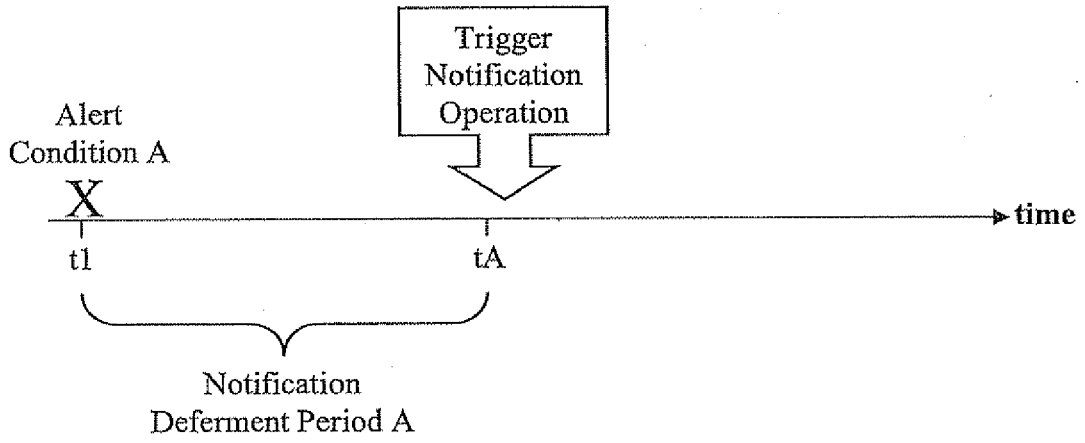 Trigger
Notification
Operation
Alert
Condition A
X
time
t1
tA
Notification
Deferment Period A